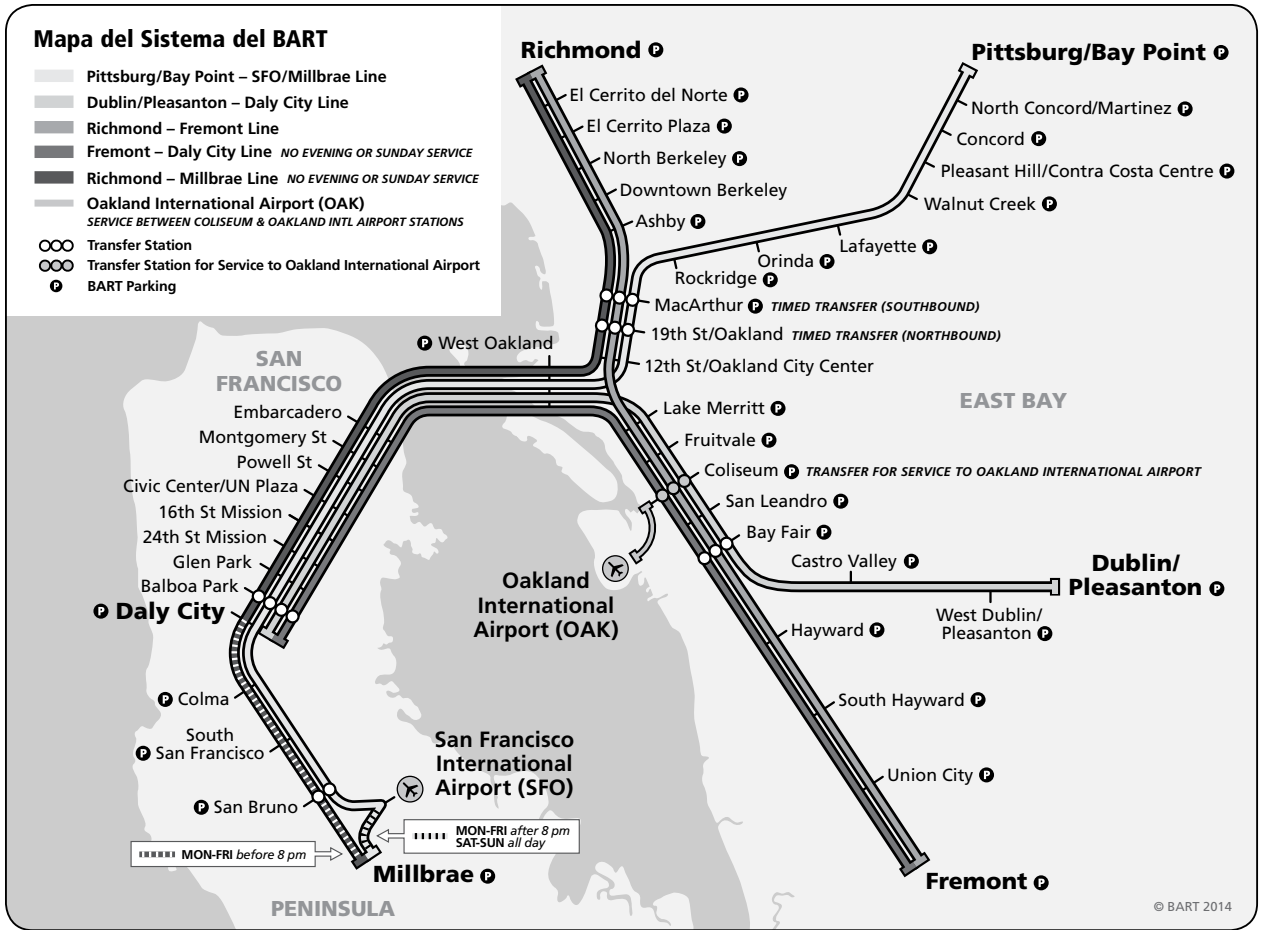 Mapa del Sistema del BART
Pittsburg/Bay Point – SFO/Millbrae Line
Dublin/Pleasanton – Daly City Line
Richmond – Fremont Line
Fremont – Daly City Line NO EVENING OR SUNDAY SERVICE
Richmond – Millbrae Line NO EVENING OR SUNDAY SERVICE
Oakland International Airport (OAK)
SERVICE BETWEEN COLISEUM & OAKLAND INTL AIRPORT STATIONS
Transfer Station
Transfer Station for Service to Oakland International Airport
P BART Parking
Richmond P
El Cerrito del Norte P
El Cerrito Plaza P
North Berkeley P
Downtown Berkeley
Ashby P
Pittsburg/Bay Point P
North Concord/Martinez P
Concord P
Pleasant Hill/Contra Costa Centre P
Walnut Creek P
Lafayette P
Orinda P
Rockridge P
MacArthur P TIMED TRANSFER (SOUTHBOUND)
19th St/Oakland TIMED TRANSFER (NORTHBOUND)
12th St/Oakland City Center
P West Oakland
SAN
FRANCISCO
EAST BAY
Embarcadero
Montgomery St
Powell St
Civic Center/UN Plaza
16th St Mission
24th St Mission
Glen Park
Balboa Park
P Daly City
Lake Merritt P
Fruitvale P
Coliseum P TRANSFER FOR SERVICE TO OAKLAND INTERNATIONAL AIRPORT
San Leandro P
Bay Fair P
Castro Valley P
Dublin/
Pleasanton P
West Dublin/
Pleasanton P
Oakland
International
Airport (OAK)
Hayward P
South Hayward P
Union City P
Fremont P
P Colma
South
P San Francisco
P San Bruno
San Francisco
International
Airport (SFO)
MON-FRI before 8 pm
MON-FRI after 8 pm
SAT-SUN all day
Millbrae P
PENINSULA
© BART 2014